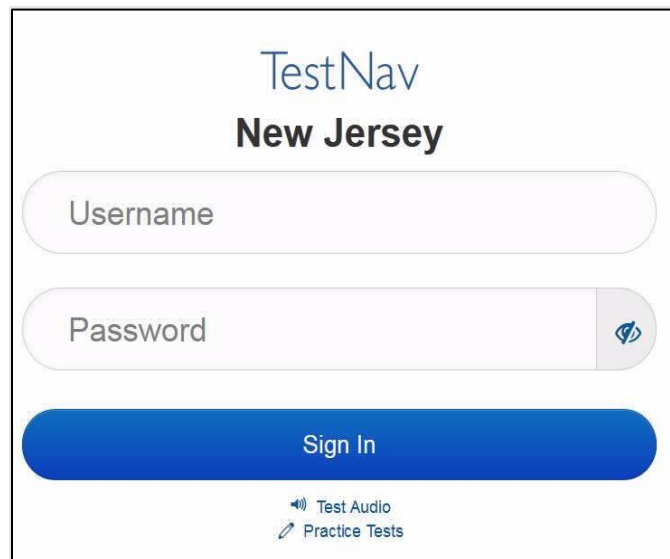 TestNav
New Jersey
Username
Password
Sign In
Test Audio
Practice Tests